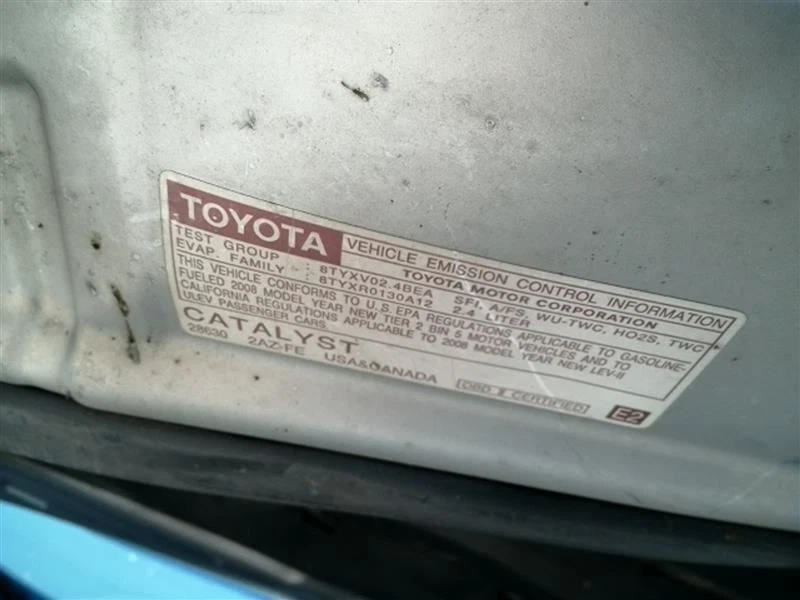 TOYOTA VEHICLE EMISSION CONTROL INFORMATION
TOYOTA MOTOR CORPORATION
TEST GROUP : 8TYXV02.4BEA SFI, A/FS, WU-TWC, HO2S, TWC
EVAP. FAMILY : 8TYXR0130A12 2.4 LITER
THIS VEHICLE CONFORMS TO U.S. EPA REGULATIONS APPLICABLE TO GASOLINE-
FUELED 2008 MODEL YEAR NEW TIER 2 BIN 5 MOTOR VEHICLES AND TO
CALIFORNIA REGULATIONS APPLICABLE TO 2008 MODEL YEAR NEW LEV-II
ULEV PASSENGER CARS.
CATALYST
28630 2AZ-FE USA&CANADA OBD II CERTIFIED E2